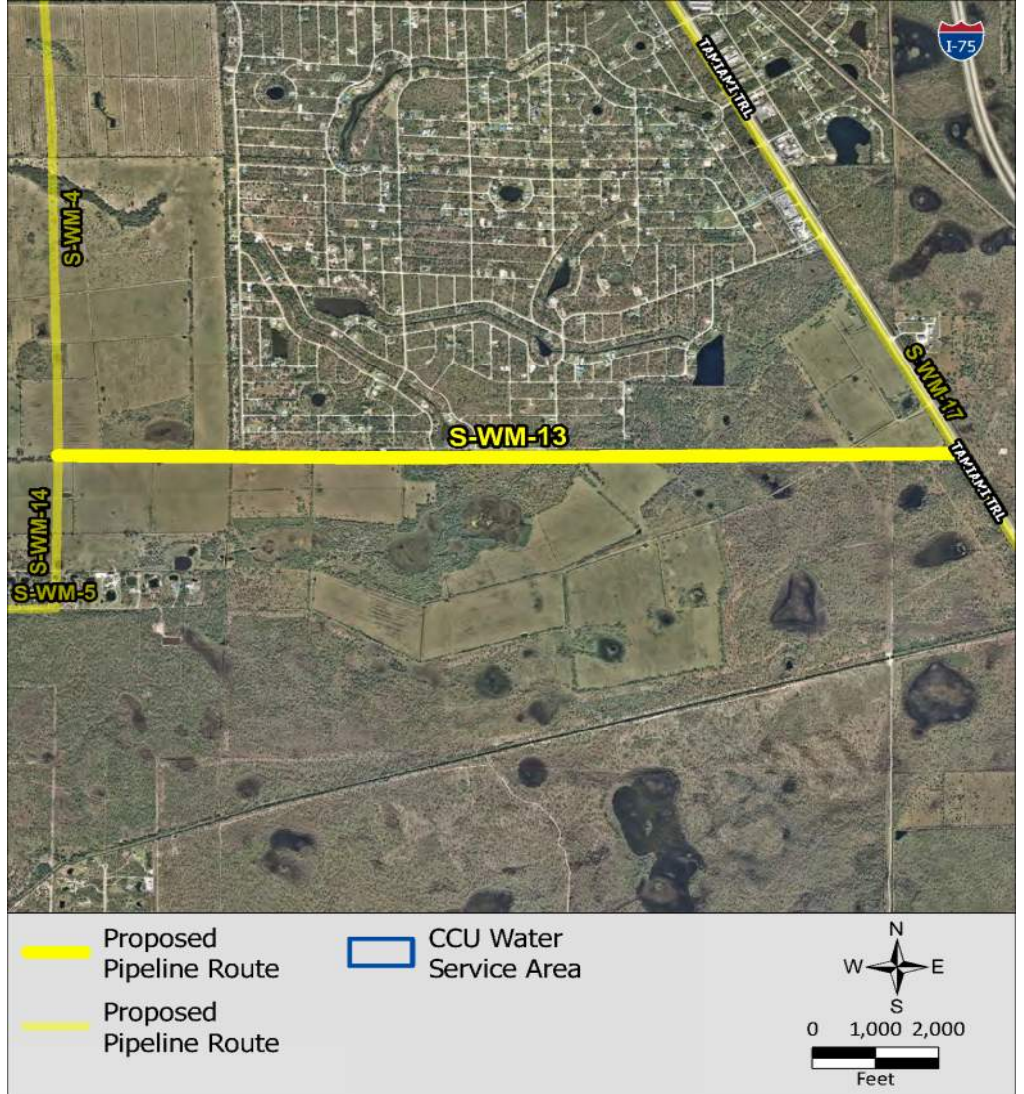 I-75
TAMIAMI TRL
S-WM-4
S-WM-17
S-WM-13
TAMIAMI TRL
S-WM-14
S-WM-5
Proposed
Pipeline Route
CCU Water
Service Area
Proposed
Pipeline Route
N
W E
S
0 1,000 2,000
Feet